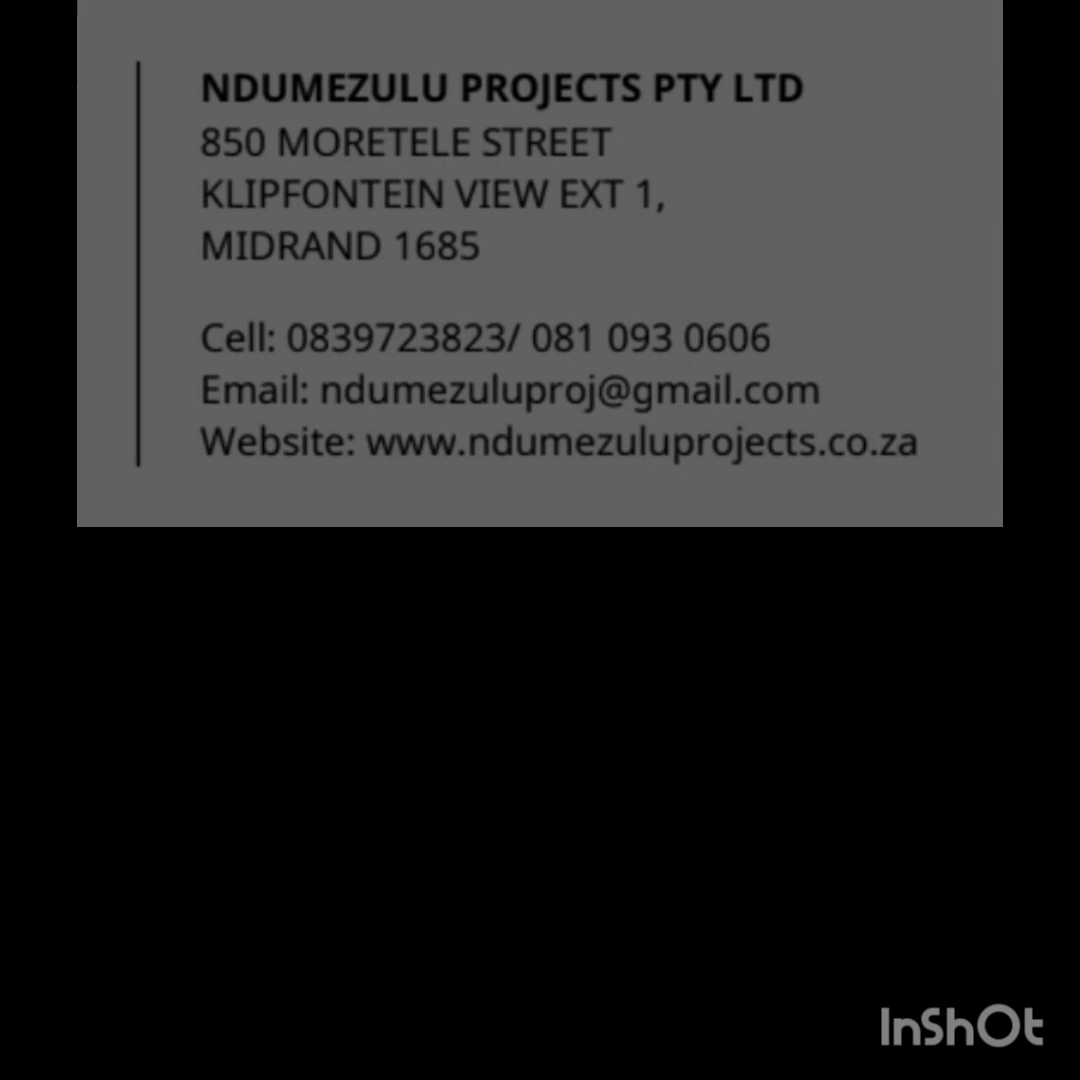 NDUMEZULU PROJECTS PTY LTD
850 MORETELE STREET
KLIPFONTEIN VIEW EXT 1,
MIDRAND 1685
Cell: 0839723823/ 081 093 0606
Email: ndumezuluproj@gmail.com
Website: www.ndumezuluprojects.co.za
InShOt